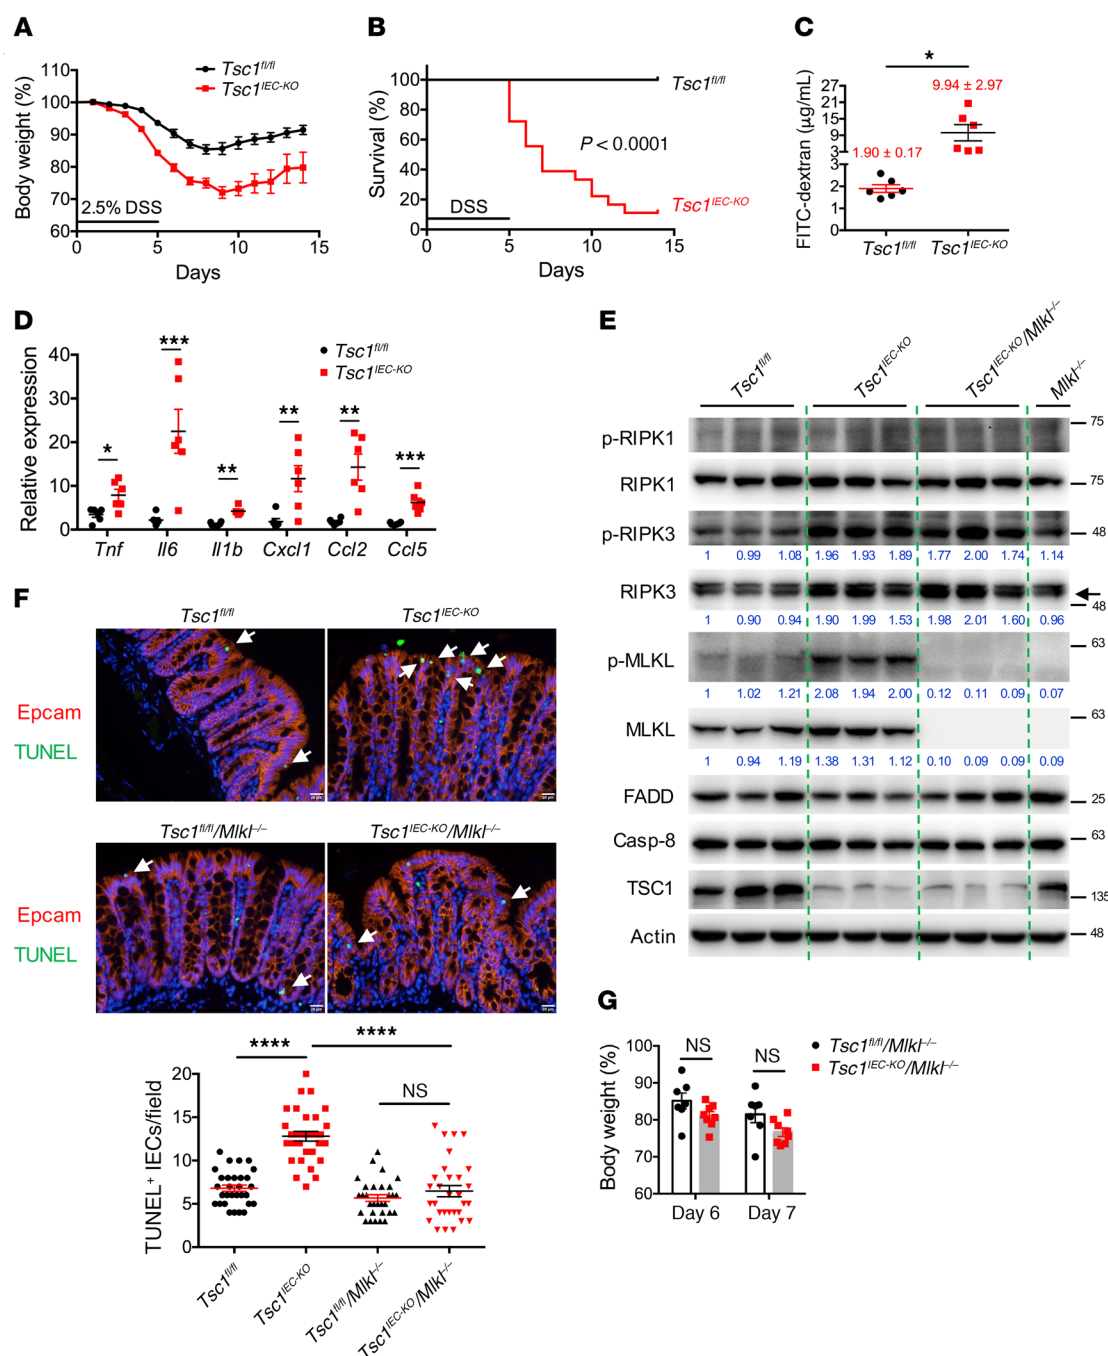 A
Body weight (%)
110
100
90
80
70
60
Tsc1fl/fl
Tsc1IEC-KO
2.5% DSS
0
5
10
15
Days
B
Survival (%)
100
80
60
40
20
0
Tsc1fl/fl
P < 0.0001
Tsc1IEC-KO
DSS
0
5
10
15
Days
C
FITC-dextran (µg/mL)
*
27
21
15
9
3
3
2
1
0
9.94 ± 2.97
1.90 ± 0.17
Tsc1fl/fl
Tsc1IEC-KO
D
Relative expression
40
30
20
10
0
Tsc1fl/fl
Tsc1IEC-KO
*
***
**
**
**
***
Tnf
Il6
Il1b
Cxcl1
Ccl2
Ccl5
E
Tsc1fl/fl
Tsc1IEC-KO
Tsc1IEC-KO/Mlkl–/–
Mlkl–/–
p-RIPK1
75
RIPK1
75
p-RIPK3
48
1 0.99 1.08 1.96 1.93 1.89 1.77 2.00 1.74 1.14
RIPK3
48
1 0.90 0.94 1.90 1.99 1.53 1.98 2.01 1.60 0.96
p-MLKL
63
1 1.02 1.21 2.08 1.94 2.00 0.12 0.11 0.09 0.07
MLKL
63
1 0.94 1.19 1.38 1.31 1.12 0.10 0.09 0.09 0.09
FADD
25
Casp-8
63
TSC1
135
Actin
48
F
Tsc1fl/fl
Tsc1IEC-KO
Epcam
TUNEL
Tsc1fl/fl/Mlkl–/–
Tsc1IEC-KO/Mlkl–/–
Epcam
TUNEL
TUNEL+ IECs/field
20
15
10
5
0
****
****
NS
Tsc1fl/fl
Tsc1IEC-KO
Tsc1fl/fl/Mlkl–/–
Tsc1IEC-KO/Mlkl–/–
G
Body weight (%)
100
90
80
70
60
NS
NS
Tsc1fl/fl/Mlkl–/–
Tsc1IEC-KO/Mlkl–/–
Day 6
Day 7